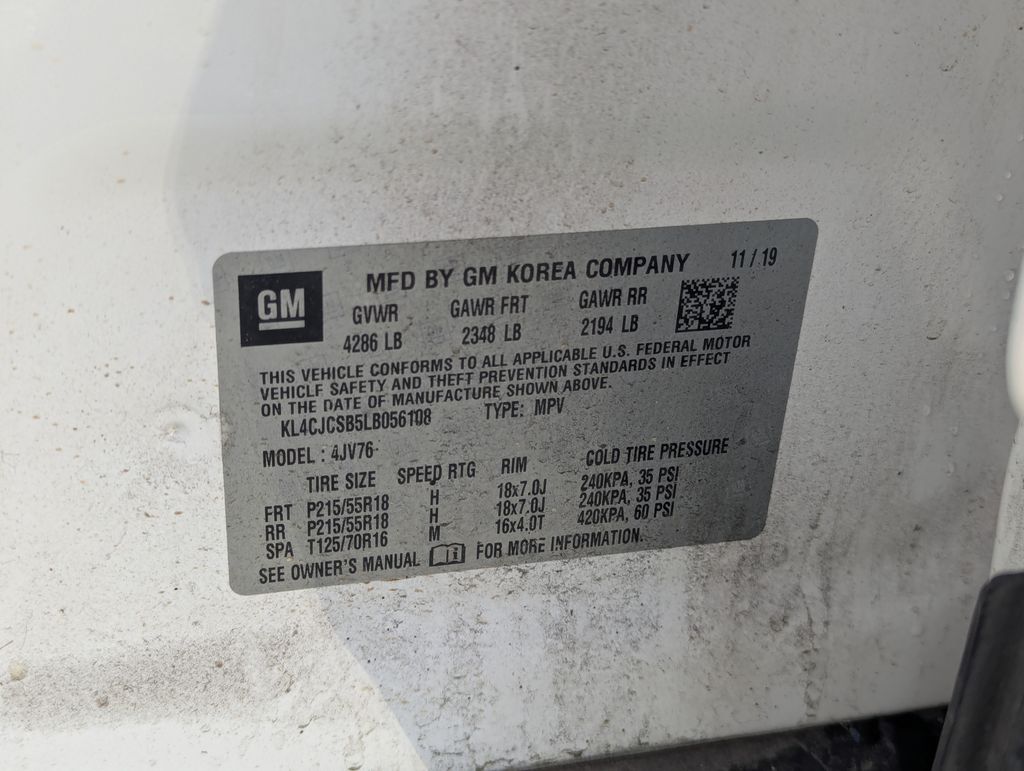 GM
MFD BY GM KOREA COMPANY 11/19
GVWR GAWR FRT GAWR RR
4286 LB 2348 LB 2194 LB
THIS VEHICLE CONFORMS TO ALL APPLICABLE U.S. FEDERAL MOTOR
VEHICLE SAFETY AND THEFT PREVENTION STANDARDS IN EFFECT
ON THE DATE OF MANUFACTURE SHOWN ABOVE.
KL4CJCSB5LB056108 TYPE: MPV
MODEL : 4JV76
TIRE SIZE SPEED RTG RIM COLD TIRE PRESSURE
FRT P215/55R18 H 18x7.0J 240KPA, 35 PSI
RR P215/55R18 H 18x7.0J 240KPA, 35 PSI
SPA T125/70R16 M 16x4.0T 420KPA, 60 PSI
SEE OWNER'S MANUAL FOR MORE INFORMATION.